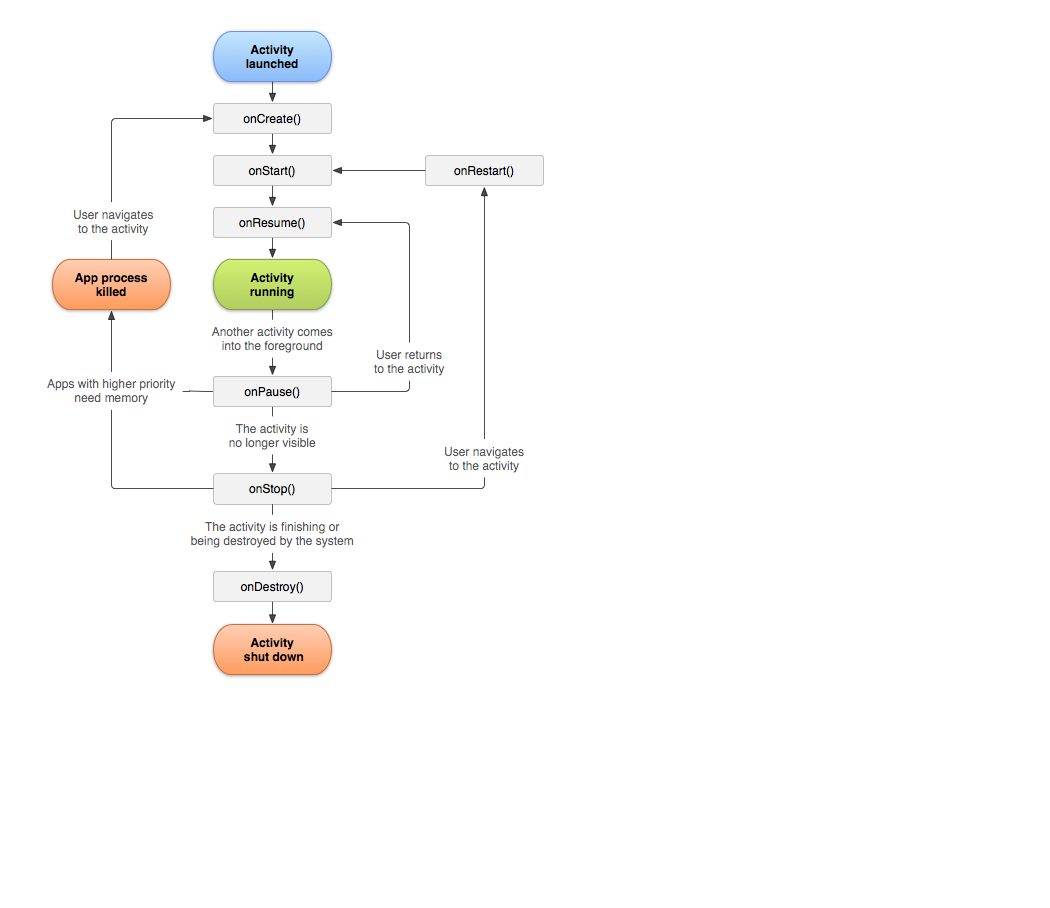 Activity
launched
onCreate()
onStart()
onRestart()
User navigates
to the activity
onResume()
App process
killed
Activity
running
Another activity comes
into the foreground
User returns
to the activity
Apps with higher priority
need memory
onPause()
The activity is
no longer visible
User navigates
to the activity
onStop()
The activity is finishing or
being destroyed by the system
onDestroy()
Activity
shut down